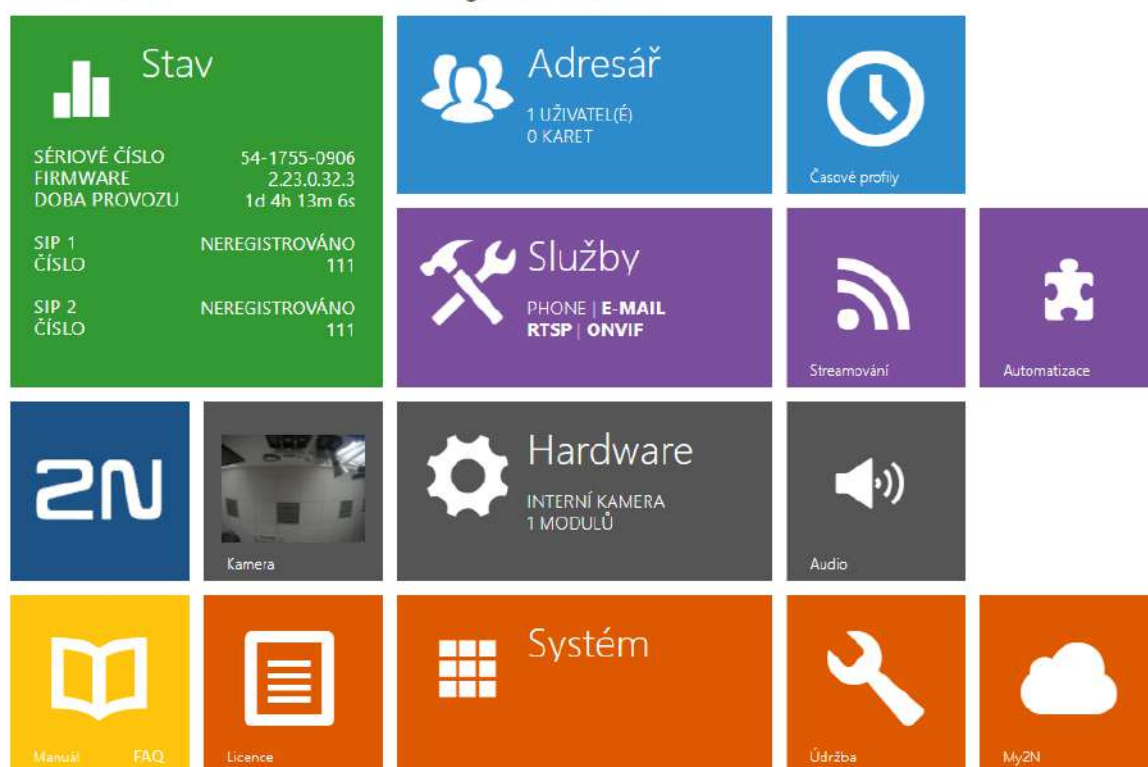 Stav
SÉRIOVÉ ČÍSLO 54-1755-0906
FIRMWARE 2.23.0.32.3
DOBA PROVOZU 1d 4h 13m 6s
SIP 1 NEREGISTROVÁNO
ČÍSLO 111
SIP 2 NEREGISTROVÁNO
ČÍSLO 111
Adresář
1 UŽIVATEL(É)
0 KARET
Časové profily
Služby
PHONE | E-MAIL
RTSP | ONVIF
Streamování
Automatizace
2N
Kamera
Hardware
INTERNÍ KAMERA
1 MODULŮ
Audio
Manuál FAQ
Licence
Systém
Údržba
My2N